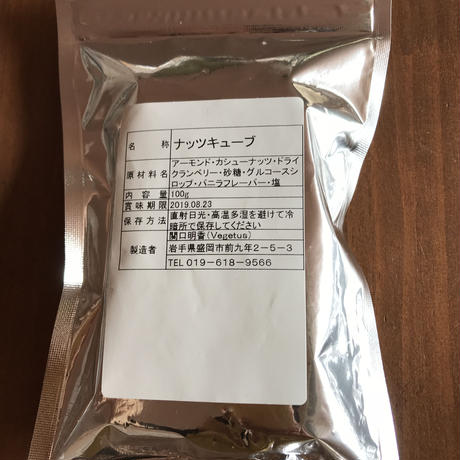 名称 ナッツキューブ
原材料名 アーモンド・カシューナッツ・ドライ
クランベリー・砂糖・グルコースシ
ロップ・バニラフレーバー・塩
内容量 100g
賞味期限 2019.08.23
保存方法 直射日光・高温多湿を避けて冷
暗所で保存してください
製造者 関口明香(Vegetus)
岩手県盛岡市前九年2-5-3
TEL 019-618-9566